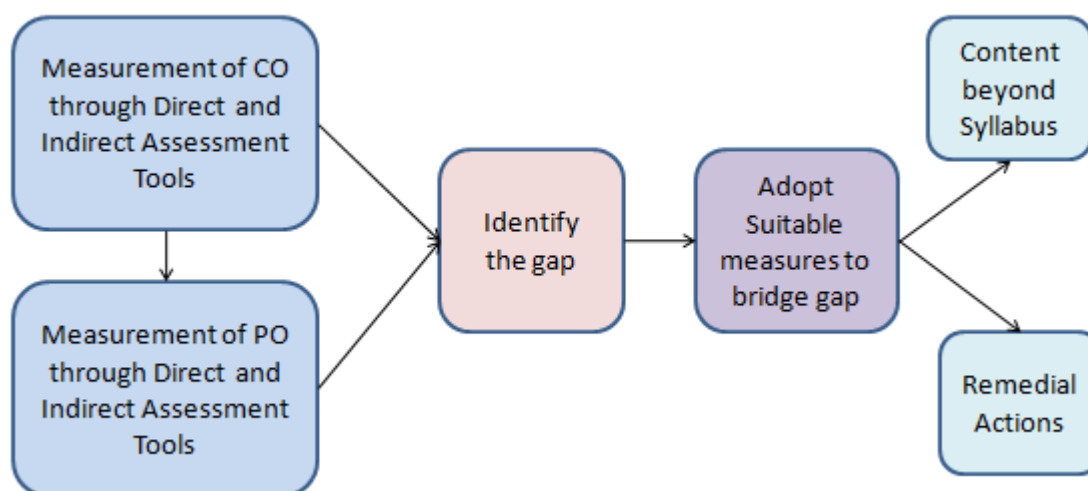 Measurement of CO
through Direct and
Indirect Assessment
Tools
Measurement of PO
through Direct and
Indirect Assessment
Tools
Identify
the gap
Adopt
Suitable
measures to
bridge gap
Content
beyond
Syllabus
Remedial
Actions